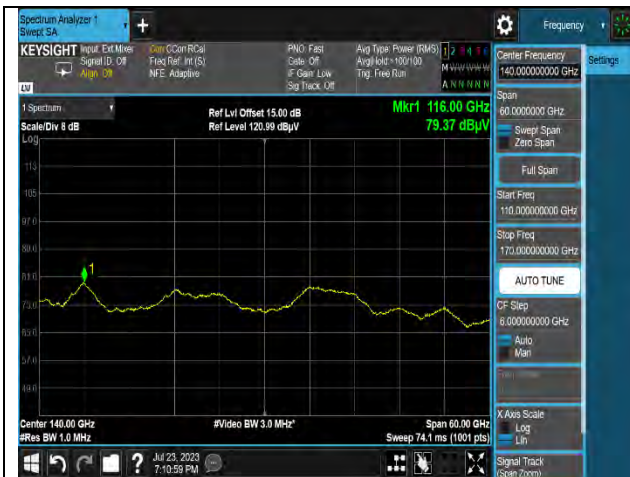 Spectrum Analyzer 1
Swept SA
+
Frequency
KEYSIGHT
Input: Ext Mixer
Signal ID: Off
Align: Off
Corr CCorr RCal
Freq Ref: Int (S)
NFE: Adaptive
PNO: Fast
Gate: Off
IF Gain: Low
Sig Track: Off
Avg Type: Power (RMS)
Avg|Hold:>100/100
Trig: Free Run
A N N N N N
LV
1 Spectrum
Scale/Div 8 dB
Log
Ref Lvl Offset 15.00 dB
Ref Level 120.99 dBµV
Mkr1 116.00 GHz
79.37 dBµV
113
105
97.0
89.0
81.0
73.0
65.0
57.0
49.0
1
Center 140.00 GHz
#Res BW 1.0 MHz
#Video BW 3.0 MHz*
Span 60.00 GHz
Sweep 74.1 ms (1001 pts)
Jul 23, 2023
7:10:59 PM
Center Frequency
140.000000000 GHz
Span
60.0000000 GHz
Swept Span
Zero Span
Full Span
Start Freq
110.000000000 GHz
Stop Freq
170.000000000 GHz
AUTO TUNE
CF Step
6.000000000 GHz
Auto
Man
X Axis Scale
Log
Lin
Signal Track
(Span Zoom)
Settings